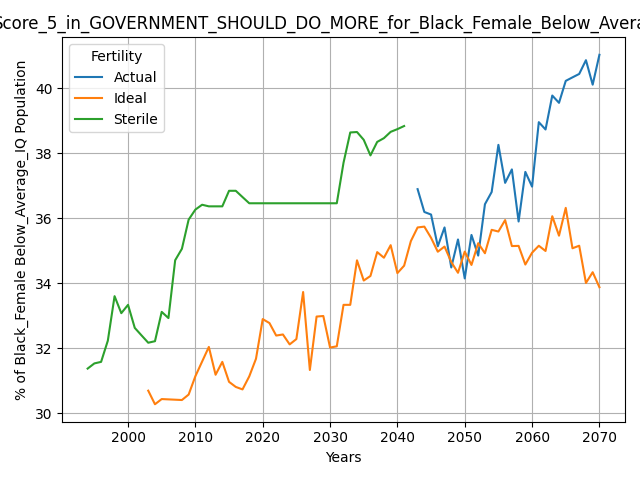 Score_5_in_GOVERNMENT_SHOULD_DO_MORE_for_Black_Female_Below_Avera
Fertility
Actual
Ideal
Sterile
% of Black_Female Below_Average_IQ Population
40
38
36
34
32
30
2000 2010 2020 2030 2040 2050 2060 2070
Years